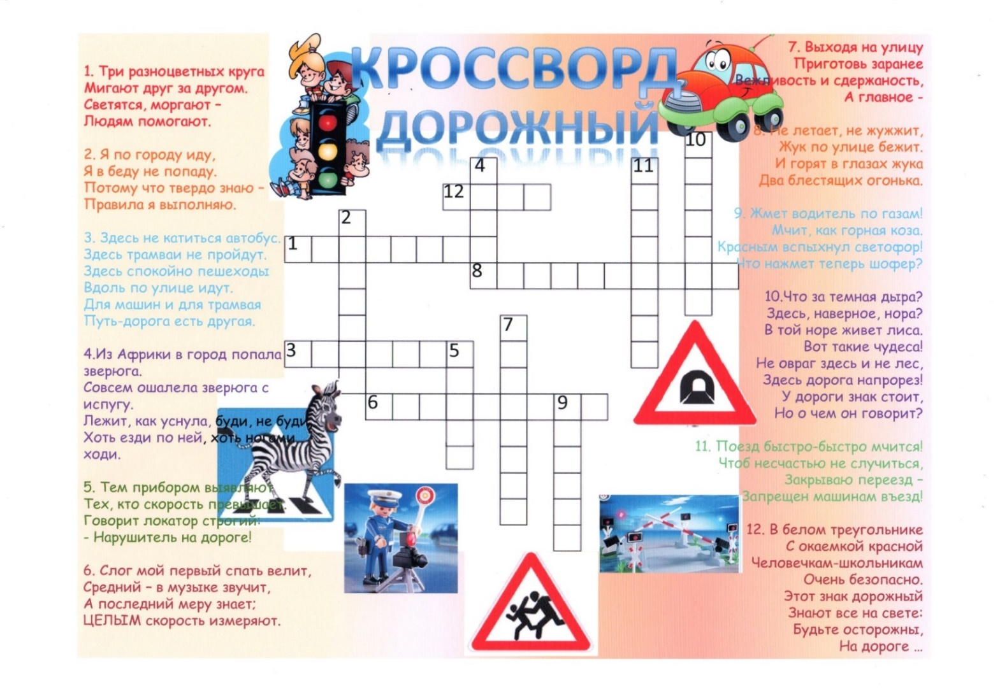 КРОССВОРД
ДОРОЖНЫЙ
1. Три разноцветных круга
Мигают друг за другом.
Светятся, моргают –
Людям помогают.
2. Я по городу иду,
Я в беду не попаду.
Потому что твердо знаю –
Правила я выполняю.
3. Здесь не катиться автобус.
Здесь трамваи не пройдут.
Здесь спокойно пешеходы
Вдоль по улице идут.
Для машин и для трамвая
Путь-дорога есть другая.
4.Из Африки в город попала
зверюга.
Совсем ошалела зверюга с
испугу.
Лежит, как уснула, буди, не буди,
Хоть езди по ней, хоть ногами
ходи.
5. Тем прибором выявляют
Тех, кто скорость превышает.
Говорит локатор строгий:
- Нарушитель на дороге!
6. Слог мой первый спать велит,
Средний – в музыке звучит,
А последний меру знает;
ЦЕЛЫМ скорость измеряют.
10
4
11
12
2
1
8
7
3
5
6
9
7. Выходя на улицу
Приготовь заранее
Вежливость и сдержаность,
А главное -
8. Не летает, не жужжит,
Жук по улице бежит.
И горят в глазах жука
Два блестящих огонька.
9. Жмет водитель по газам!
Мчит, как горная коза.
Красным вспыхнул светофор!
Что нажмет теперь шофер?
10.Что за темная дыра?
Здесь, наверное, нора?
В той норе живет лиса.
Вот такие чудеса!
Не овраг здесь и не лес,
Здесь дорога напрорез!
У дороги знак стоит,
Но о чем он говорит?
11. Поезд быстро-быстро мчится!
Чтоб несчастью не случиться,
Закрываю переезд –
Запрещен машинам въезд!
12. В белом треугольнике
С окаемкой красной
Человечкам-школьникам
Очень безопасно.
Этот знак дорожный
Знают все на свете:
Будьте осторожны,
На дороге ...